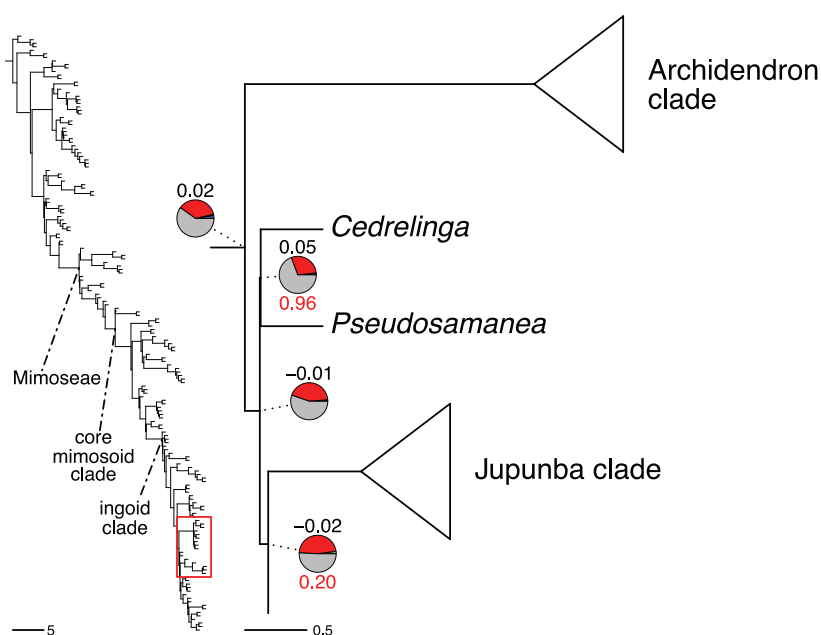 Archidendron
clade
0.02
Cedrelinga
0.05
0.96
Pseudosamanea
Mimoseae
−0.01
core
mimosoid
clade
Jupunba clade
ingoid
clade
−0.02
0.20
5
0.5